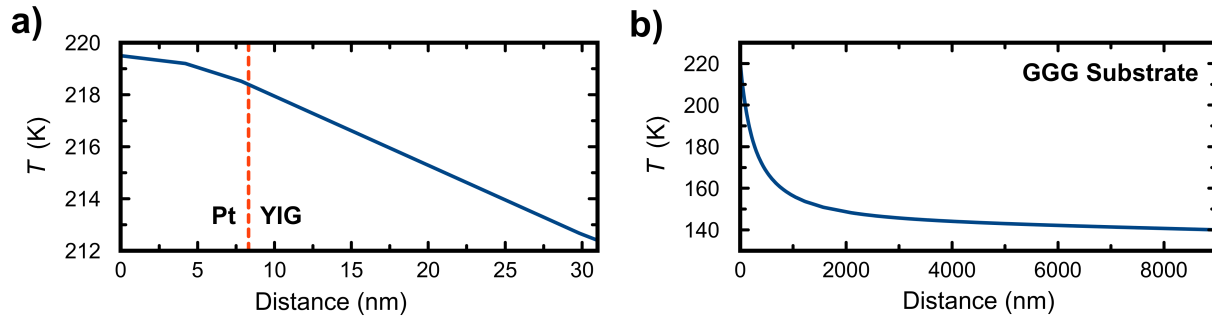 a)
220
218
216
214
212
T (K)
Pt
YIG
0
5
10
15
20
25
30
Distance (nm)
b)
220
200
180
160
140
T (K)
GGG Substrate
0
2000
4000
6000
8000
Distance (nm)